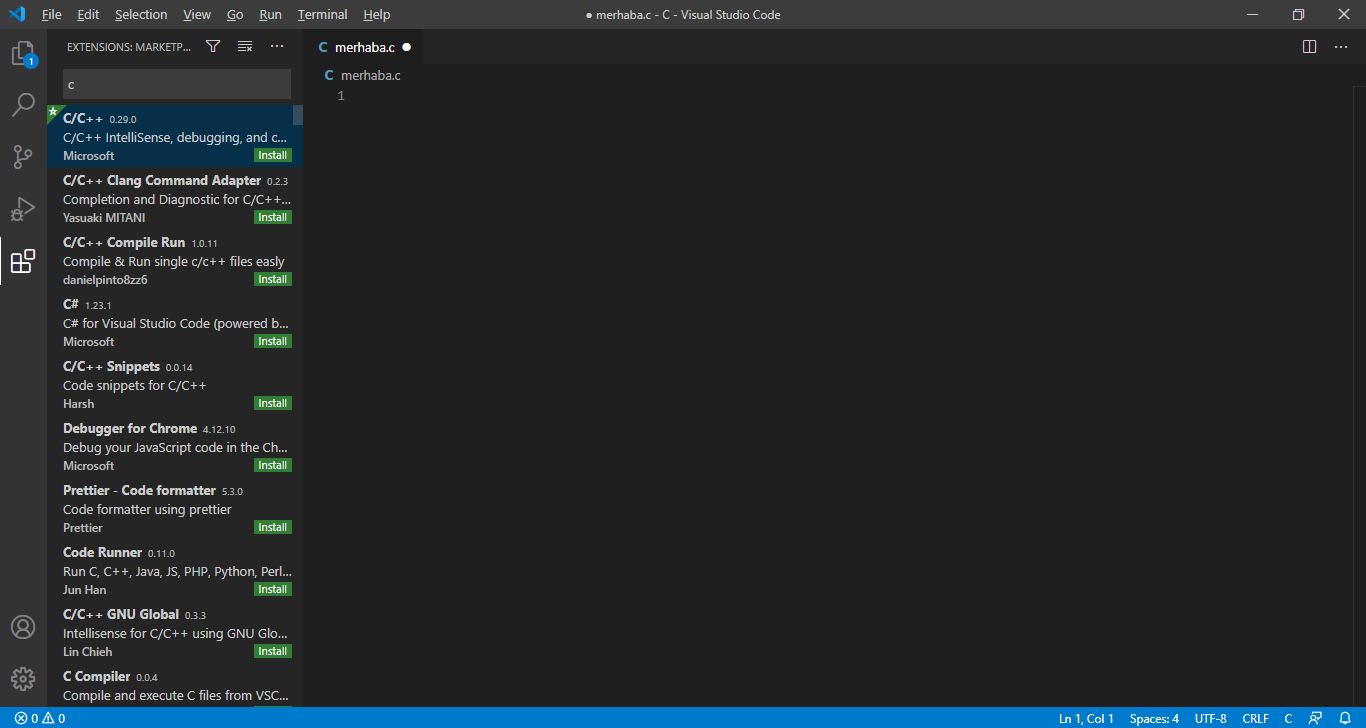 File Edit Selection View Go Run Terminal Help
● merhaba.c - C - Visual Studio Code
1
EXTENSIONS: MARKETP...
c
C/C++ 0.29.0
C/C++ IntelliSense, debugging, and c...
Microsoft Install
C/C++ Clang Command Adapter 0.2.3
Completion and Diagnostic for C/C++...
Yasuaki MITANI Install
C/C++ Compile Run 1.0.11
Compile & Run single c/c++ files easly
danielpinto8zz6 Install
C# 1.23.1
C# for Visual Studio Code (powered b...
Microsoft Install
C/C++ Snippets 0.0.14
Code snippets for C/C++
Harsh Install
Debugger for Chrome 4.12.10
Debug your JavaScript code in the Ch...
Microsoft Install
Prettier - Code formatter 5.3.0
Code formatter using prettier
Prettier Install
Code Runner 0.11.0
Run C, C++, Java, JS, PHP, Python, Perl...
Jun Han Install
C/C++ GNU Global 0.3.3
Intellisense for C/C++ using GNU Glo...
Lin Chieh Install
C Compiler 0.0.4
Compile and execute C files from VSC...
C merhaba.c ●
C merhaba.c
1
0 0
Ln 1, Col 1 Spaces: 4 UTF-8 CRLF C